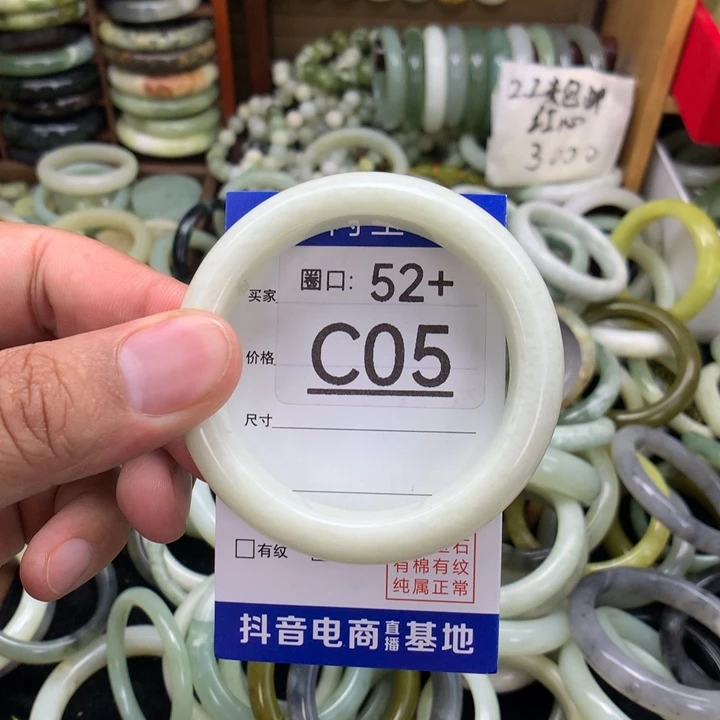 买家
圈口: 52+
价格
C05
尺寸
□有纹
有棉有纹
纯属正常
抖音电商直播基地
3000